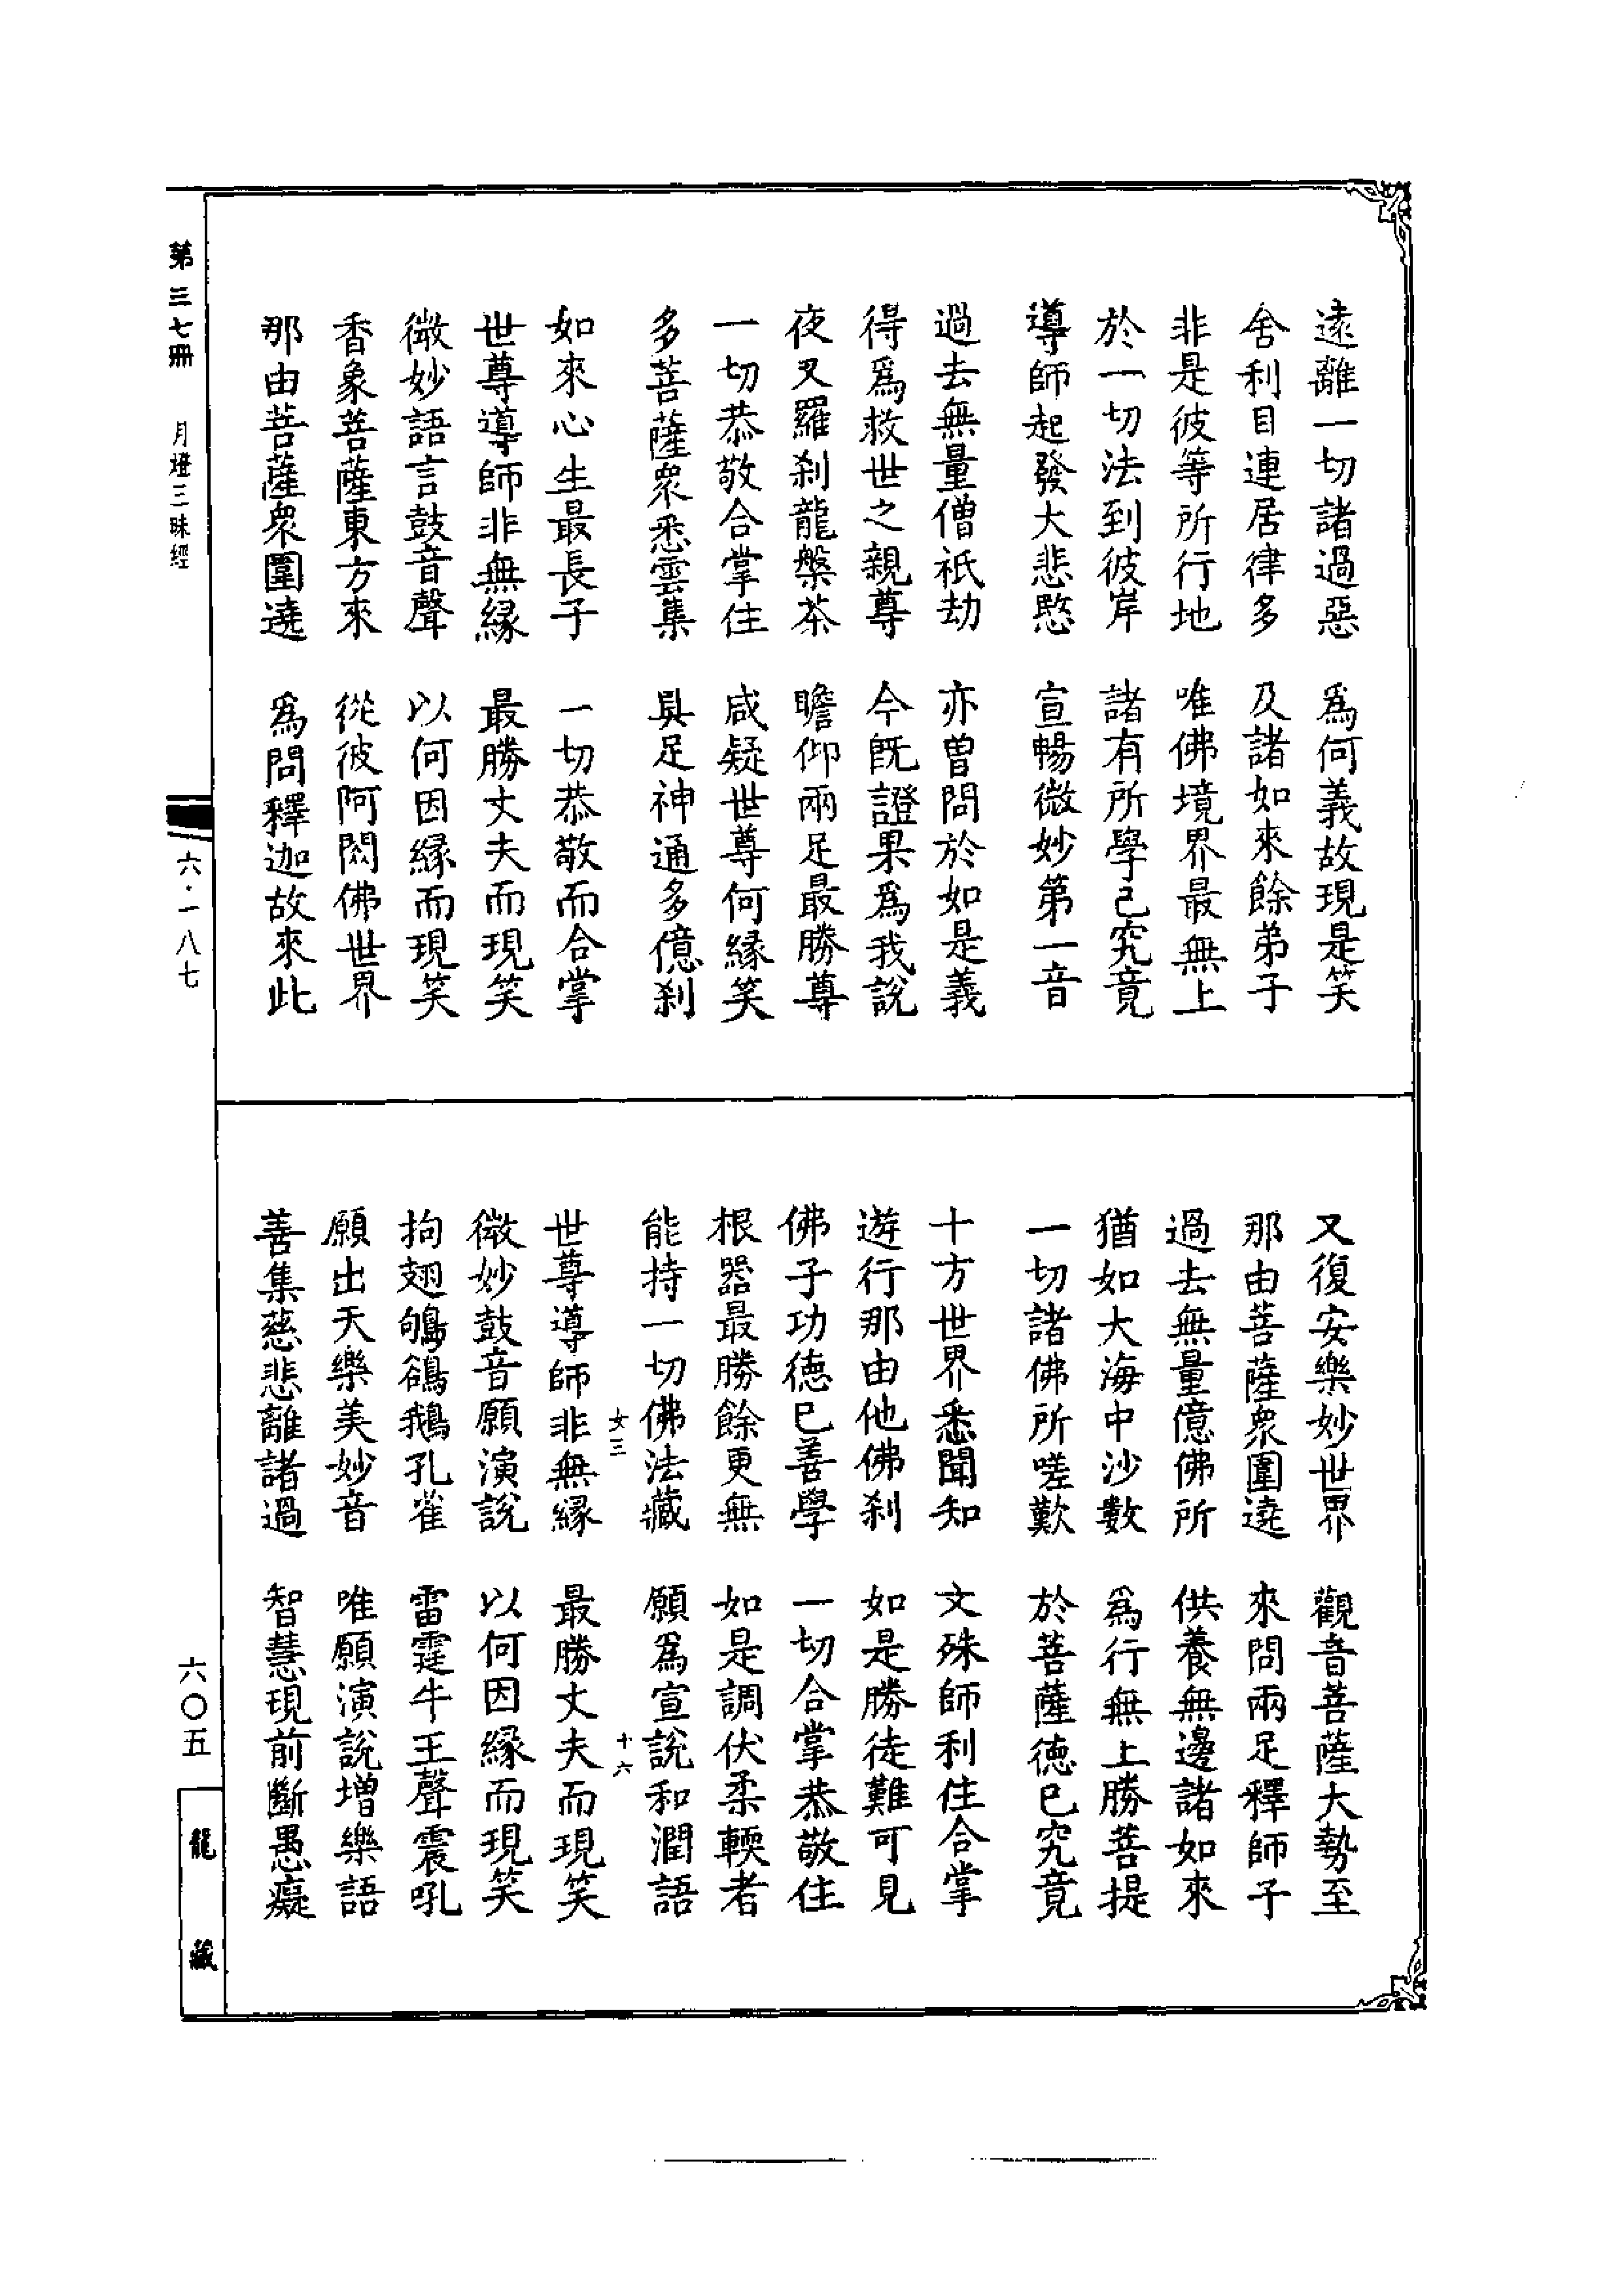 遠離一切諸過惡　爲何義故現是笑
舍利目連居律多　及諸如來餘弟子
非是彼等所行地　唯佛境界最無上
於一切法到彼岸　諸有所學已究竟
導師起發大悲愍　宣暢微妙第一音
過去無量僧祇劫　亦曽問於如是義
得爲救世之親尊　今旣證果爲我説
夜叉羅刹龍槃茶　瞻仰兩足最勝尊
一切恭敬合掌住　咸疑世尊何緣笑
多菩薩衆悉雲集　具足神通多億刹
如來心生最長子　一切恭敬而合掌
世尊導師非無緣　最勝丈夫而現笑
微妙語言鼓音聲　以何因緣而現笑
香象菩薩東方來　從彼阿閦佛世界
那由菩薩衆圍遶　爲問釋迦故來此
又復安樂妙世界　觀音菩薩大勢至
那由菩薩衆圍遶　來問兩足釋師子
過去無量億佛所　供養無邊諸如來
猶如大海中沙數　爲行無上勝菩提
一切諸佛所嗟歎　於菩薩德已究竟
十方世界悉聞知　文殊師利住合掌
遊行那由他佛刹　如是勝徒難可見
佛子功德已善學　一切合掌恭敬住
根器最勝餘更無　如是調伏柔輭者
能持一切佛法藏　願爲宣説和潤語
女三　十六
世尊導師非無緣　最勝丈夫而現笑
微妙鼓音願演説　以何因緣而現笑
拘翅鴝鵒鵝孔雀　雷霆牛王聲震吼
願出天樂美妙音　唯願演説增樂語
善集慈悲離諸過　智慧現前斷愚癡
第三七冊　月燈三昧經　六·一八七　六〇五　龍藏